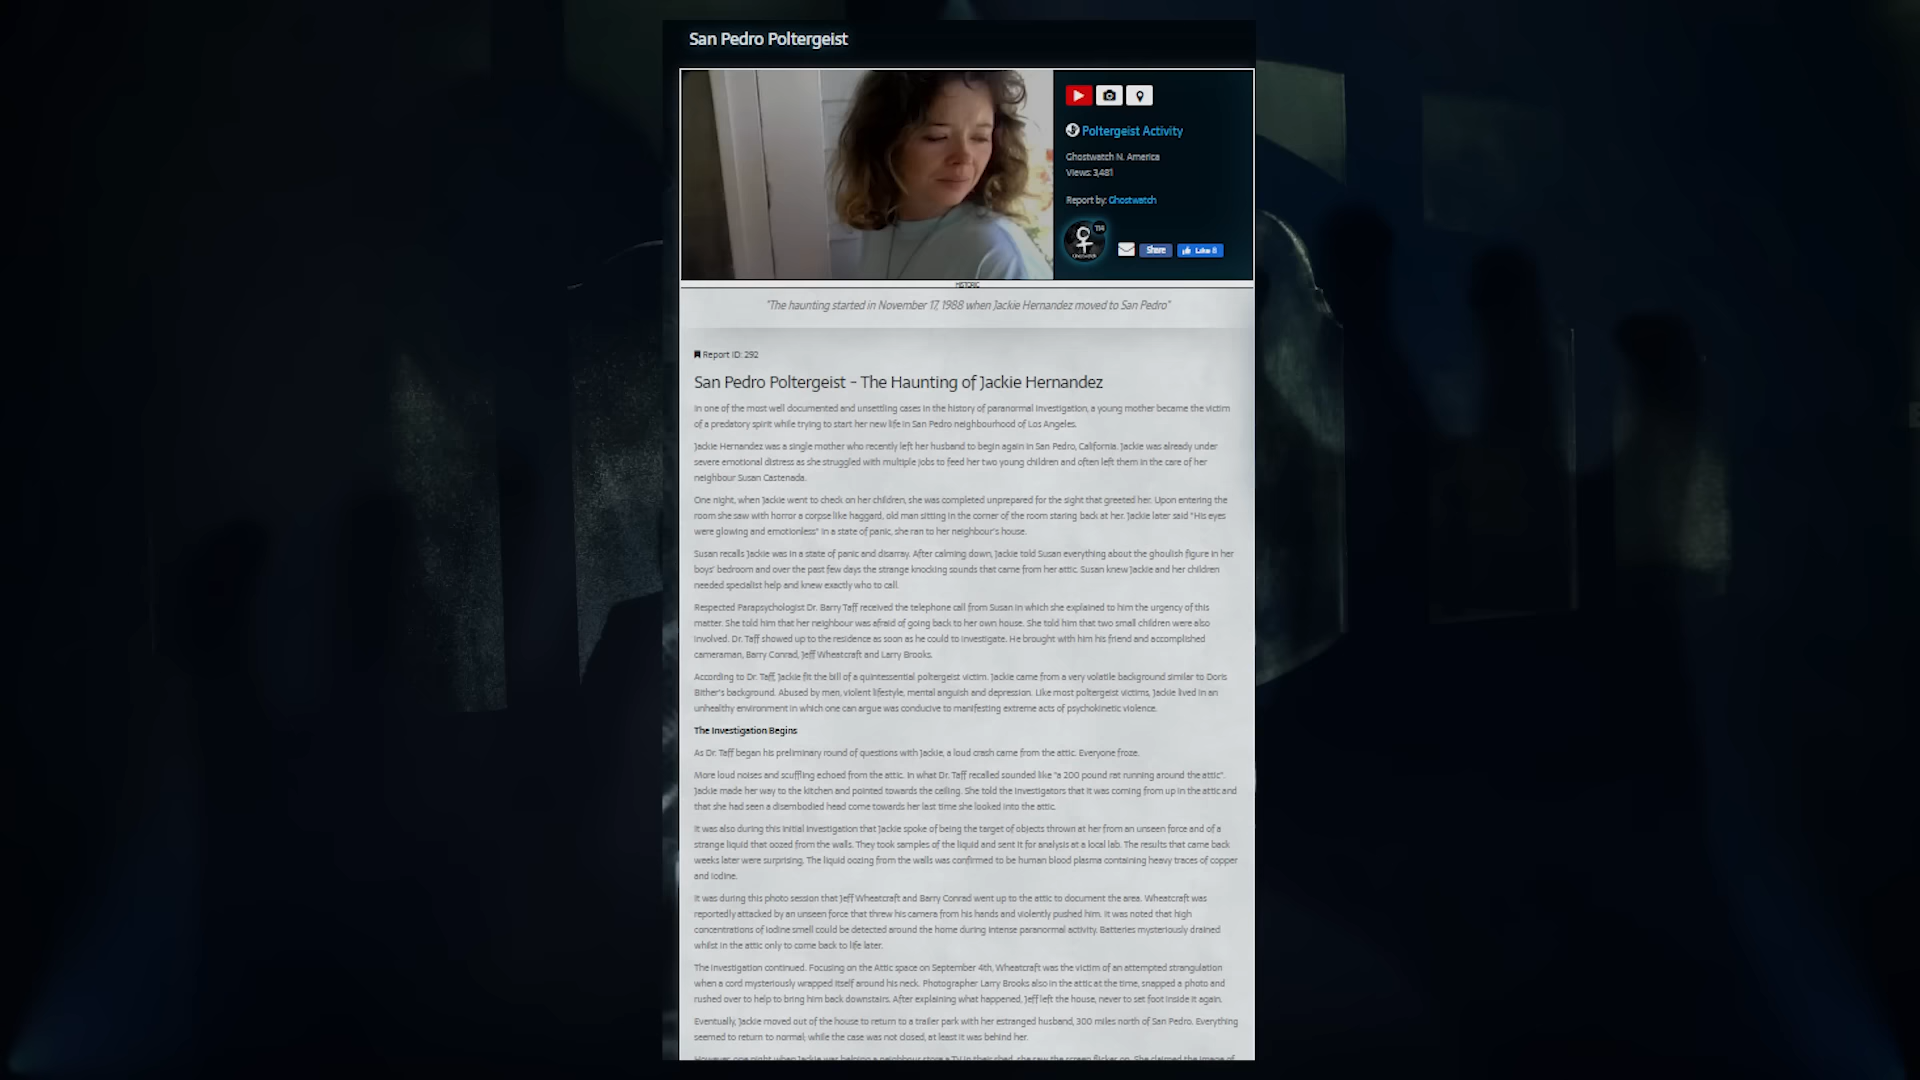 San Pedro Poltergeist
Poltergeist Activity
Ghostwatch N. America
Views: 3,481
Report by: Ghostwatch
114
Share
Like 8
HISTORIC
"The haunting started in November 17, 1988 when Jackie Hernandez moved to San Pedro"
Report ID: 292
San Pedro Poltergeist - The Haunting of Jackie Hernandez
In one of the most well documented and unsettling cases in the history of paranormal investigation, a young mother became the victim
of a predatory spirit while trying to start her new life in San Pedro neighbourhood of Los Angeles.
Jackie Hernandez was a single mother who recently left her husband to begin again in San Pedro, California. Jackie was already under
severe emotional distress as she struggled with multiple jobs to feed her two young children and often left them in the care of her
neighbour Susan Castenada.
One night, when Jackie went to check on her children, she was completed unprepared for the sight that greeted her. Upon entering the
room she saw with horror a corpse like haggard, old man sitting in the corner of the room staring back at her. Jackie later said "His eyes
were glowing and emotionless" In a state of panic, she ran to her neighbour's house.
Susan recalls Jackie was in a state of panic and disarray. After calming down, Jackie told Susan everything about the ghoulish figure in her
boys' bedroom and over the past few days the strange knocking sounds that came from her attic. Susan knew Jackie and her children
needed specialist help and knew exactly who to call.
Respected Parapsychologist Dr. Barry Taff received the telephone call from Susan in which she explained to him the urgency of this
matter. She told him that her neighbour was afraid of going back to her own house. She told him that two small children were also
involved. Dr. Taff showed up to the residence as soon as he could to investigate. He brought with him his friend and accomplished
cameraman, Barry Conrad, Jeff Wheatcraft and Larry Brooks.
According to Dr. Taff, Jackie fit the bill of a quintessential poltergeist victim. Jackie came from a very volatile background similar to Doris
Bither's background. Abused by men, violent lifestyle, mental anguish and depression. Like most poltergeist victims, Jackie lived in an
unhealthy environment in which one can argue was conducive to manifesting extreme acts of psychokinetic violence.
The Investigation Begins
As Dr. Taff began his preliminary round of questions with Jackie, a loud crash came from the attic. Everyone froze.
More loud noises and scuffling echoed from the attic. In what Dr. Taff recalled sounded like "a 200 pound rat running around the attic".
Jackie made her way to the kitchen and pointed towards the ceiling. She told the investigators that it was coming from up in the attic and
that she had seen a disembodied head come towards her last time she looked into the attic.
It was also during this initial investigation that Jackie spoke of being the target of objects thrown at her from an unseen force and of a
strange liquid that oozed from the walls. They took samples of the liquid and sent it for analysis at a local lab. The results that came back
weeks later were surprising. The liquid oozing from the walls was confirmed to be human blood plasma containing heavy traces of copper
and iodine.
It was during this photo session that Jeff Wheatcraft and Barry Conrad went up to the attic to document the area. Wheatcraft was
reportedly attacked by an unseen force that threw his camera from his hands and violently pushed him. It was noted that high
concentrations of iodine smell could be detected around the home during intense paranormal activity. Batteries mysteriously drained
whilst in the attic only to come back to life later.
The investigation continued. Focusing on the Attic space on September 4th, Wheatcraft was the victim of an attempted strangulation
when a cord mysteriously wrapped itself around his neck. Photographer Larry Brooks also in the attic at the time, snapped a photo and
rushed over to help to bring him back downstairs. After explaining what happened, Jeff left the house, never to set foot inside it again.
Eventually, Jackie moved out of the house to return to a trailer park with her estranged husband, 300 miles north of San Pedro. Everything
seemed to return to normal; while the case was not closed, at least it was behind her.
However, one night when Jackie was helping a neighbour store a TV in their shed, she saw the screen flicker on. She claimed the image of